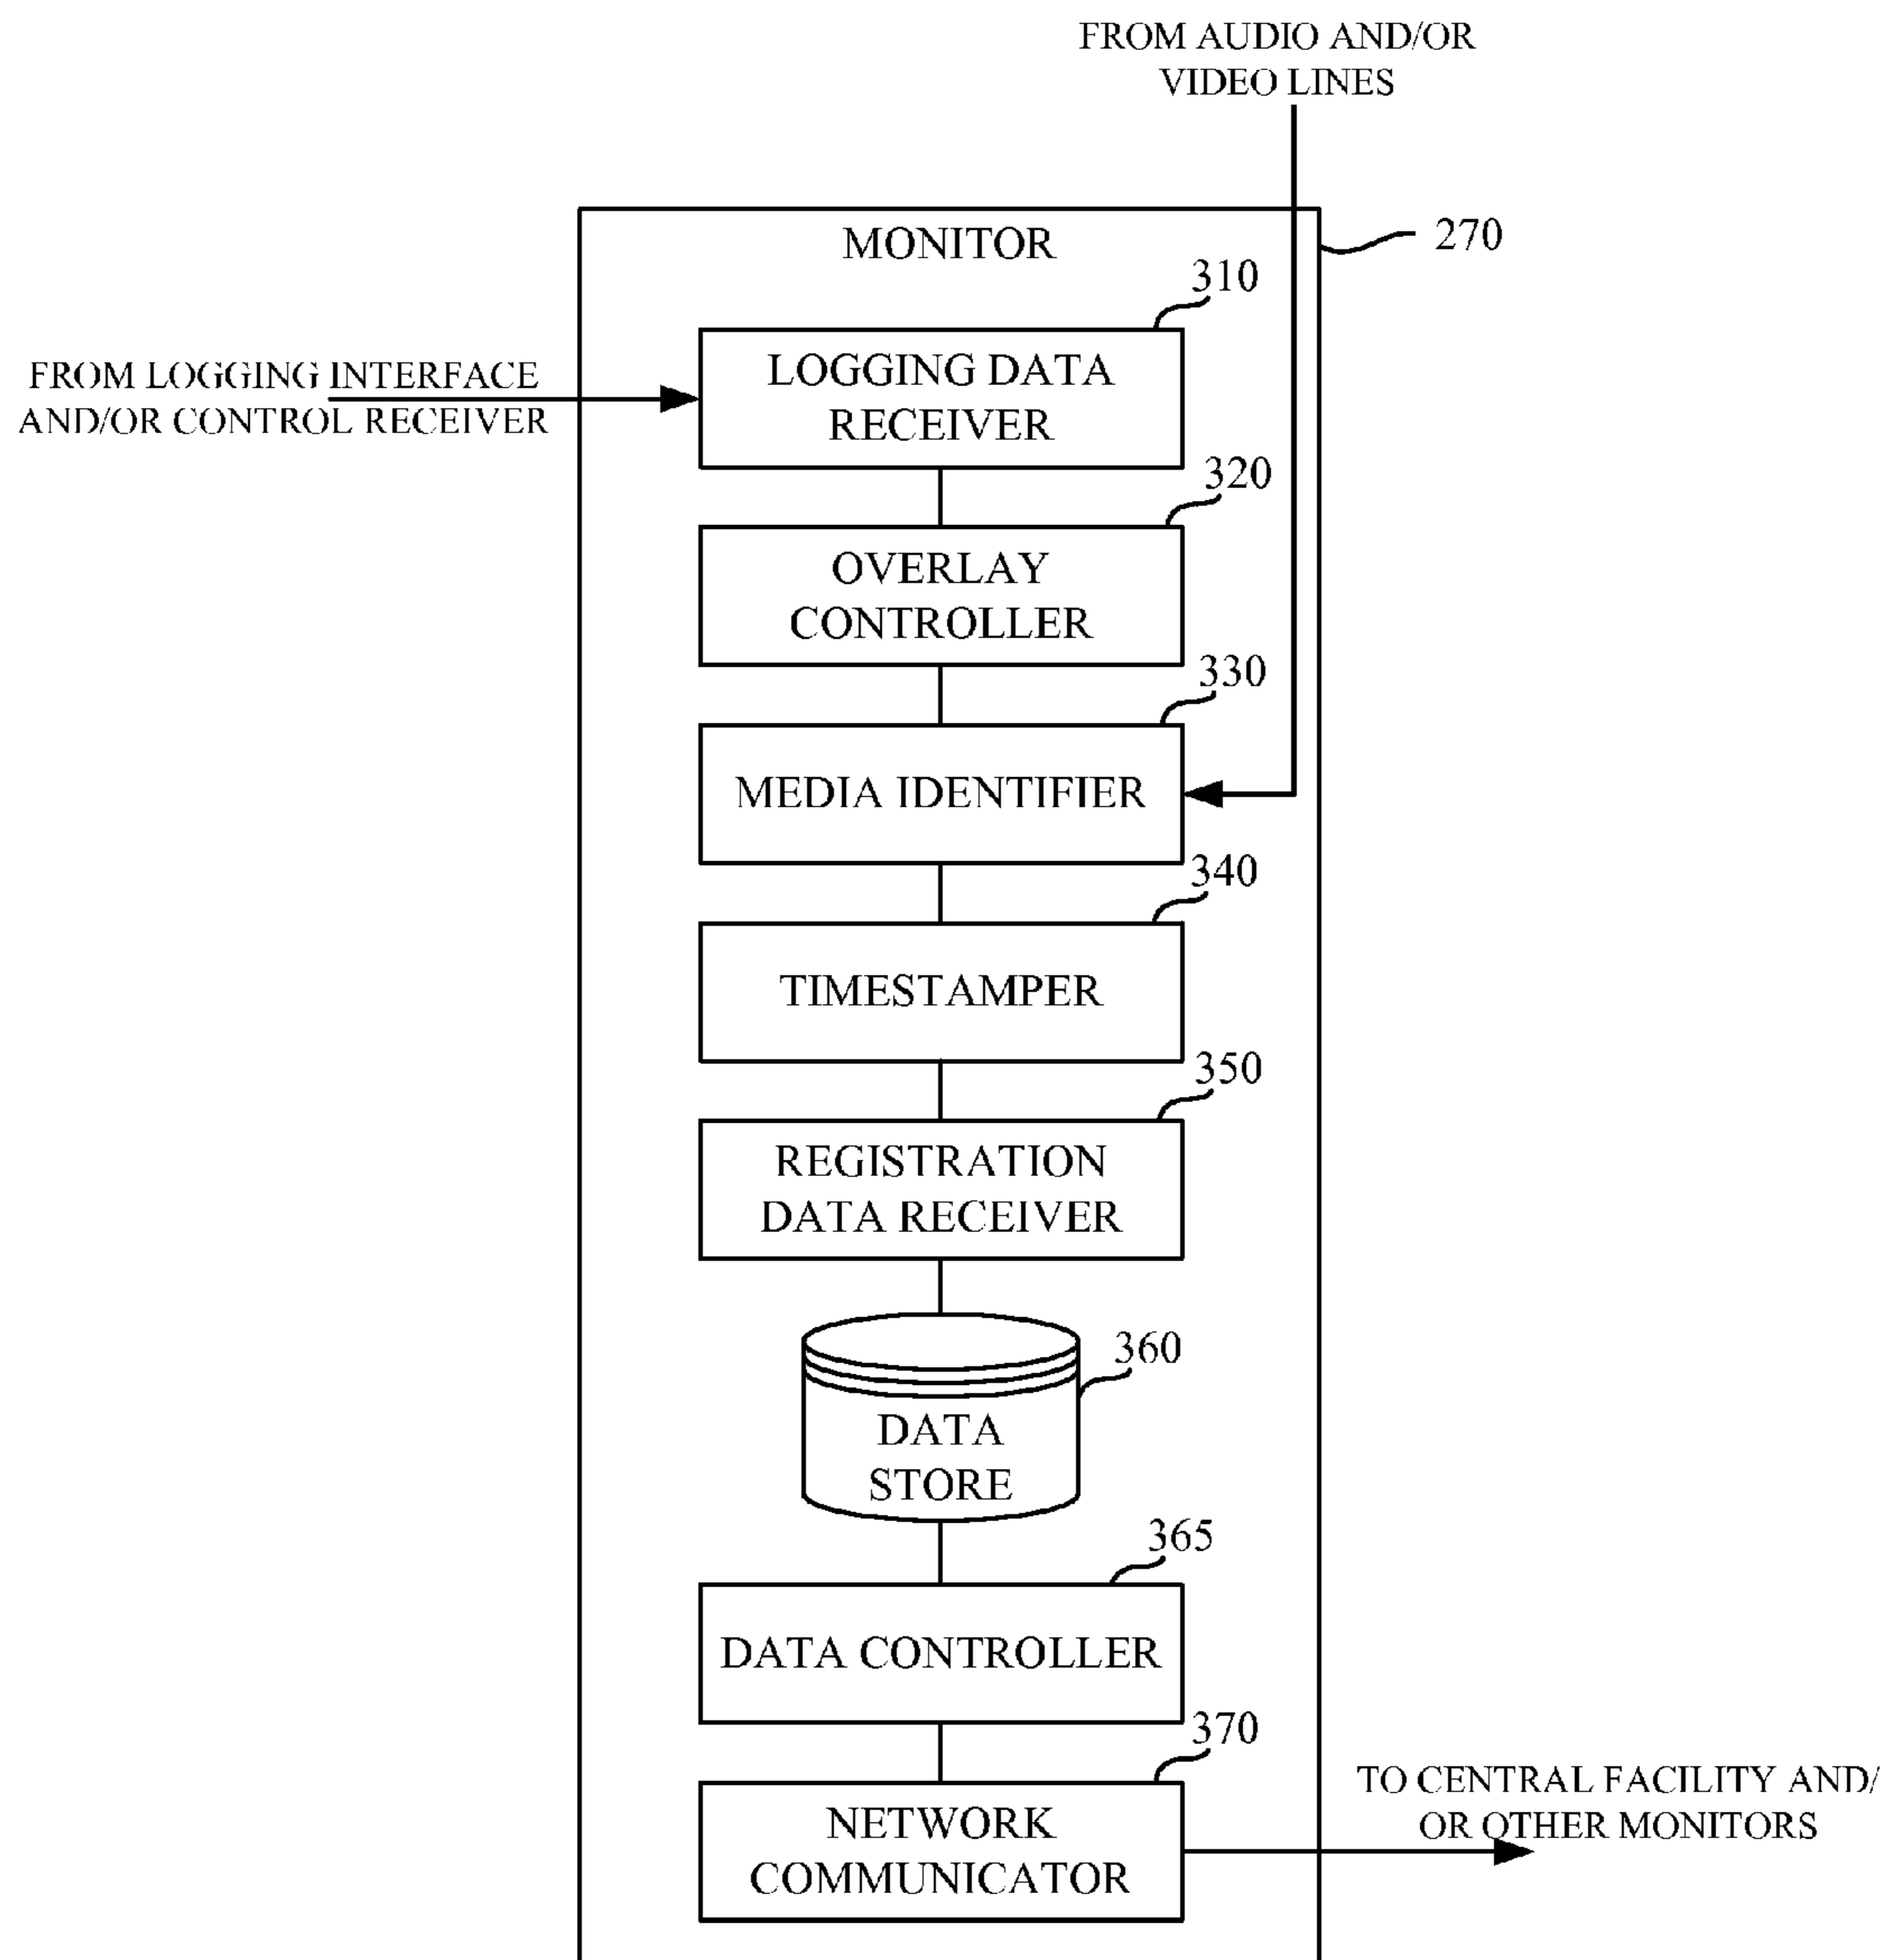 FROM AUDIO AND/OR
VIDEO LINES
MONITOR
270
310
FROM LOGGING INTERFACE
AND/OR CONTROL RECEIVER
LOGGING DATA
RECEIVER
320
OVERLAY
CONTROLLER
330
MEDIA IDENTIFIER
340
TIMESTAMPER
350
REGISTRATION
DATA RECEIVER
360
DATA
STORE
365
DATA CONTROLLER
370
NETWORK
COMMUNICATOR
TO CENTRAL FACILITY AND/
OR OTHER MONITORS